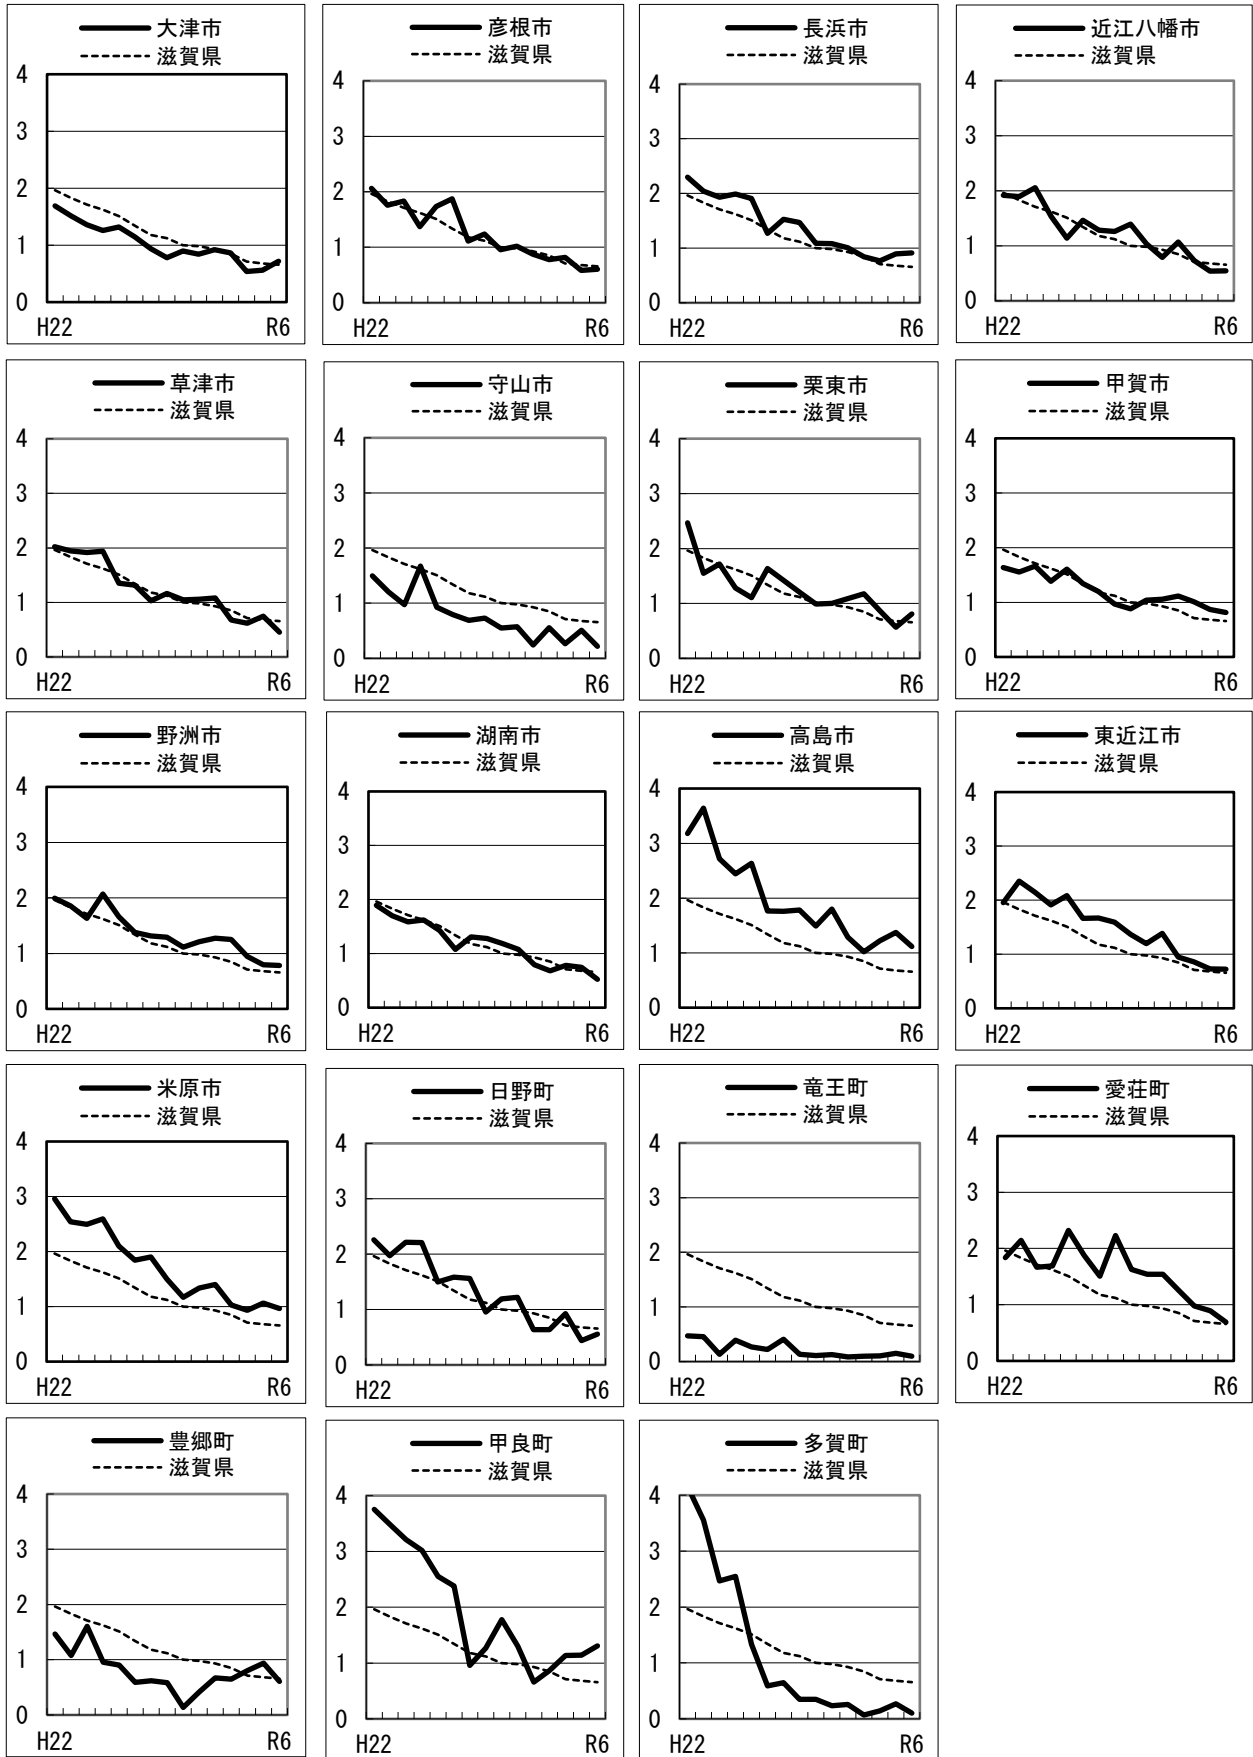 大津市
滋賀県
4
3
2
1
0
H22 R6
彦根市
滋賀県
4
3
2
1
0
H22 R6
長浜市
滋賀県
4
3
2
1
0
H22 R6
近江八幡市
滋賀県
4
3
2
1
0
H22 R6
草津市
滋賀県
4
3
2
1
0
H22 R6
守山市
滋賀県
4
3
2
1
0
H22 R6
栗東市
滋賀県
4
3
2
1
0
H22 R6
甲賀市
滋賀県
4
3
2
1
0
H22 R6
野洲市
滋賀県
4
3
2
1
0
H22 R6
湖南市
滋賀県
4
3
2
1
0
H22 R6
高島市
滋賀県
4
3
2
1
0
H22 R6
東近江市
滋賀県
4
3
2
1
0
H22 R6
米原市
滋賀県
4
3
2
1
0
H22 R6
日野町
滋賀県
4
3
2
1
0
H22 R6
竜王町
滋賀県
4
3
2
1
0
H22 R6
愛荘町
滋賀県
4
3
2
1
0
H22 R6
豊郷町
滋賀県
4
3
2
1
0
H22 R6
甲良町
滋賀県
4
3
2
1
0
H22 R6
多賀町
滋賀県
4
3
2
1
0
H22 R6